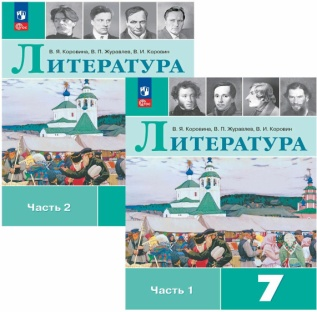 В. Я. Коровина, В. П. Журавлев, В. И. Коровин
ЛИТЕРАТУРА
Часть 2
В. Я. Коровина, В. П. Журавлев, В. И. Коровин
ЛИТЕРАТУРА
Часть 1
7